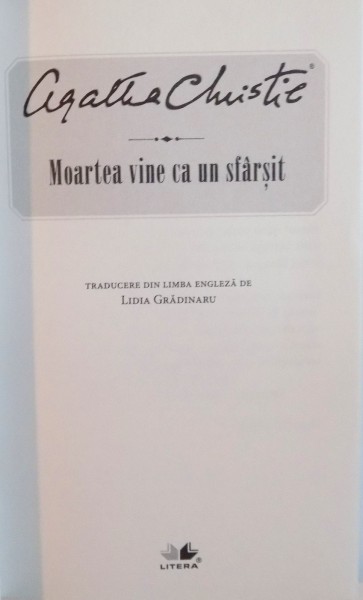 Agatha Christie®
Moartea vine ca un sfârșit
TRADUCERE DIN LIMBA ENGLEZĂ DE
LIDIA GRĂDINARU
LITERA®